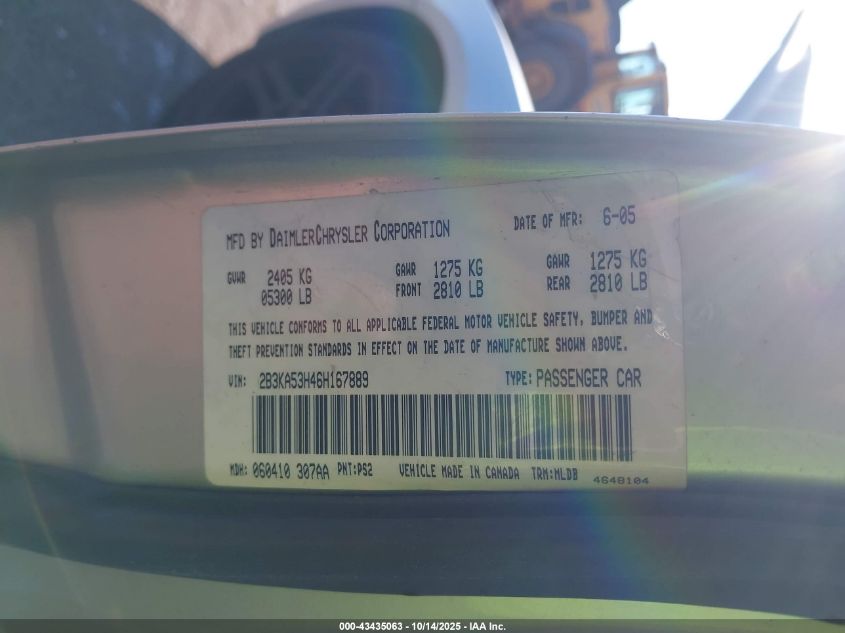 MFD BY DAIMLERCHRYSLER CORPORATION DATE OF MFR: 6-05
GVWR 2405 KG GAWR 1275 KG GAWR 1275 KG
05300 LB FRONT 2810 LB REAR 2810 LB
THIS VEHICLE CONFORMS TO ALL APPLICABLE FEDERAL MOTOR VEHICLE SAFETY, BUMPER AND
THEFT PREVENTION STANDARDS IN EFFECT ON THE DATE OF MANUFACTURE SHOWN ABOVE.
VIN: 2B3KA53H46H167889 TYPE: PASSENGER CAR
MDH: 060410 307AA PNT:PS2 VEHICLE MADE IN CANADA TRM:MLDB 4648104
000-43435063 - 10/14/2025 - IAA Inc.